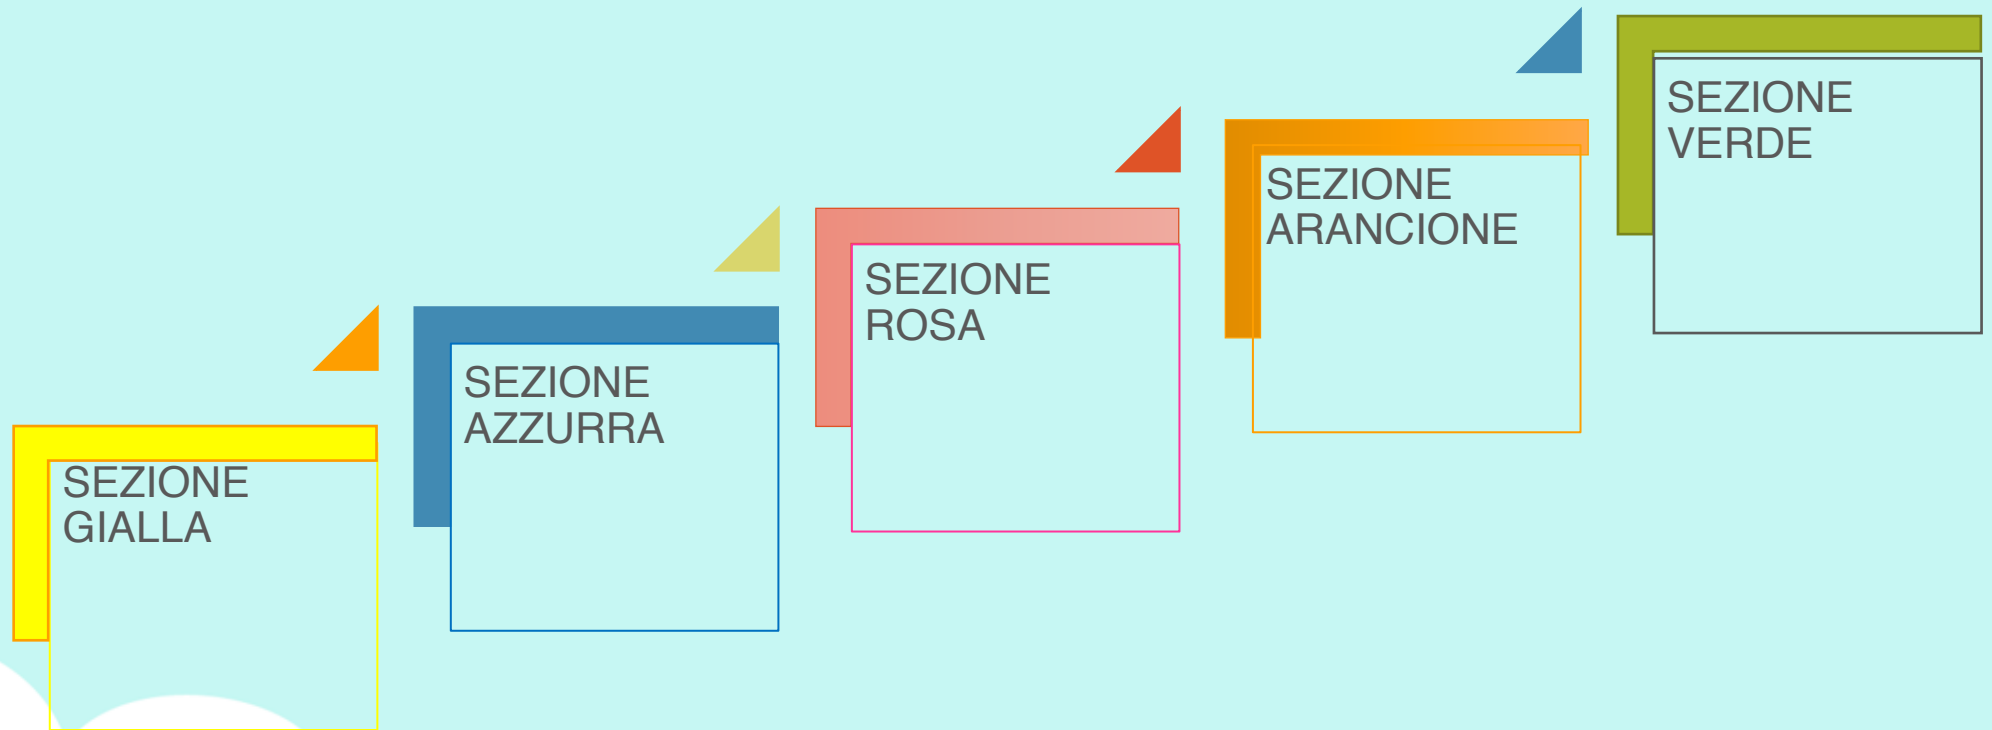 SEZIONE
GIALLA
SEZIONE
AZZURRA
SEZIONE
ROSA
SEZIONE
ARANCIONE
SEZIONE
VERDE